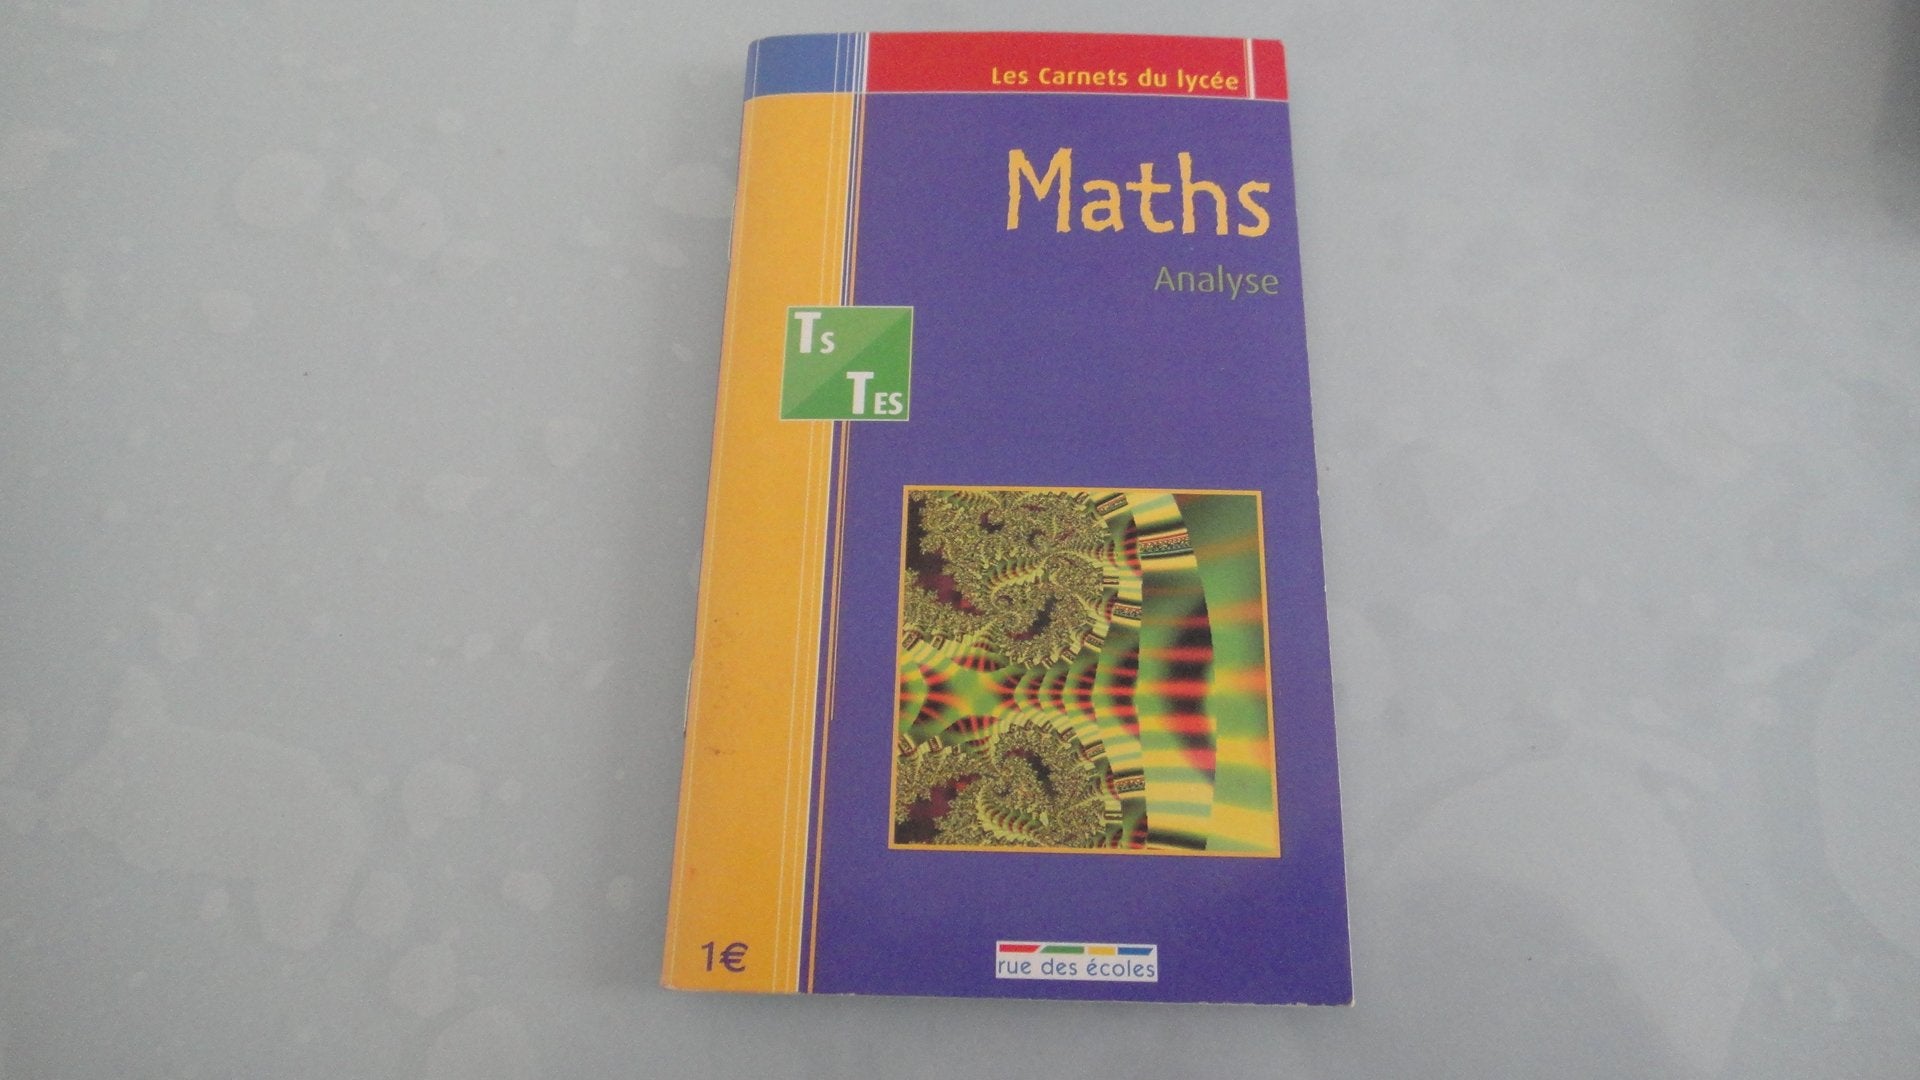 Les Carnets du lycée
Maths
Analyse
Ts
TES
1€
rue des écoles